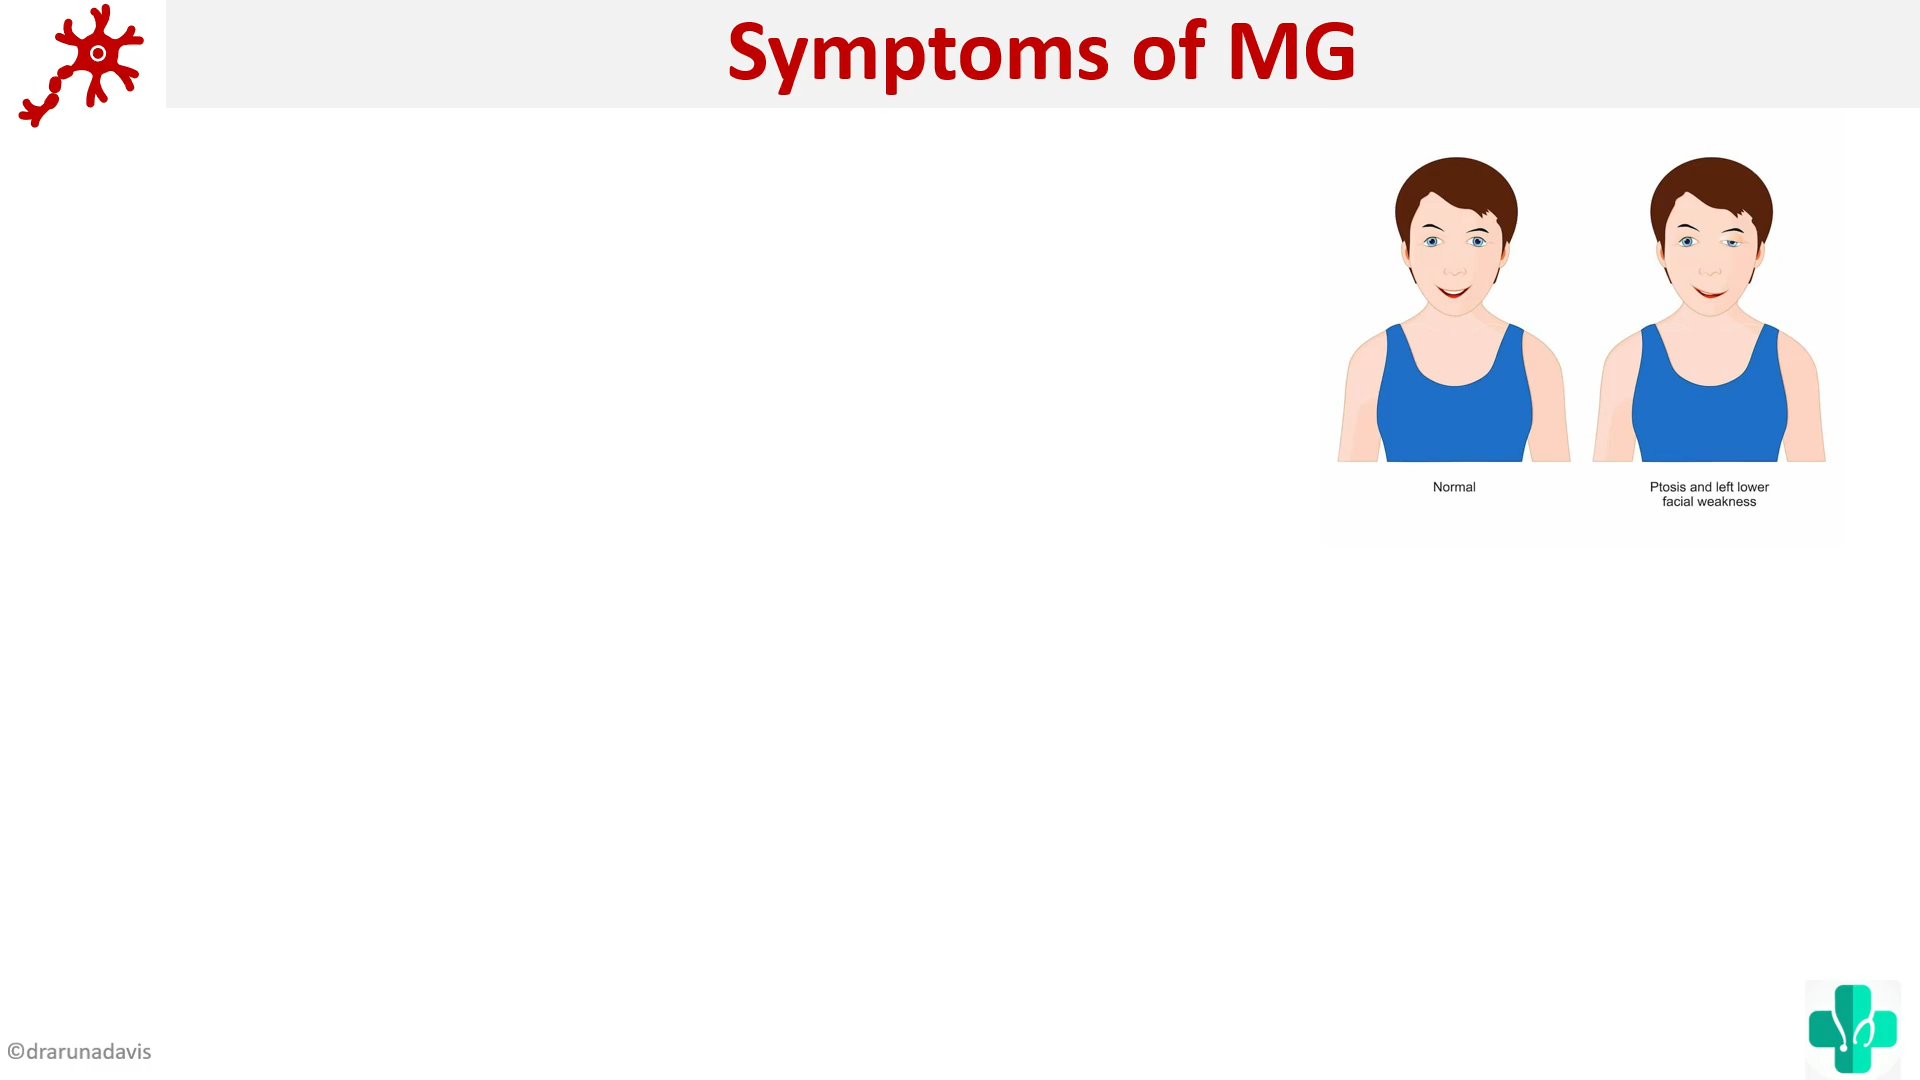 Symptoms of MG
Normal
Ptosis and left lower
facial weakness
©drarunadavis